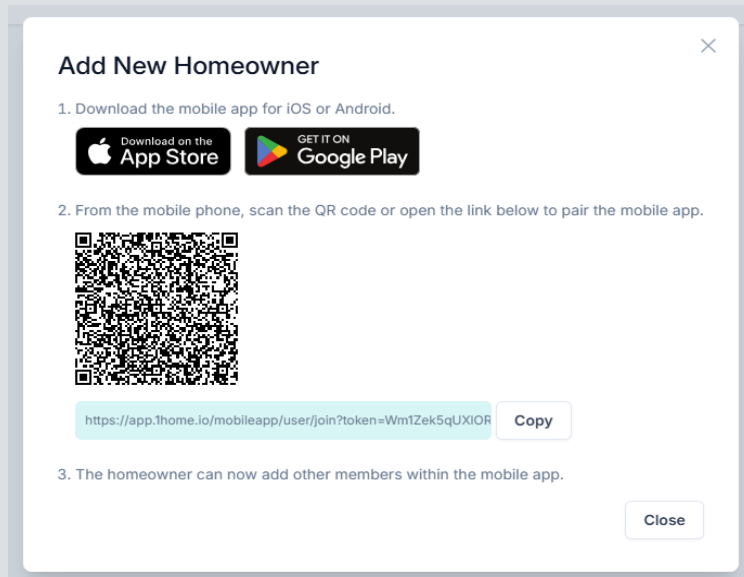 Add New Homeowner
1. Download the mobile app for iOS or Android.
Download on the
App Store
GET IT ON
Google Play
2. From the mobile phone, scan the QR code or open the link below to pair the mobile app.
https://app.1home.io/mobileapp/user/join?token=Wm1Zek5qUXlOR
Copy
3. The homeowner can now add other members within the mobile app.
Close